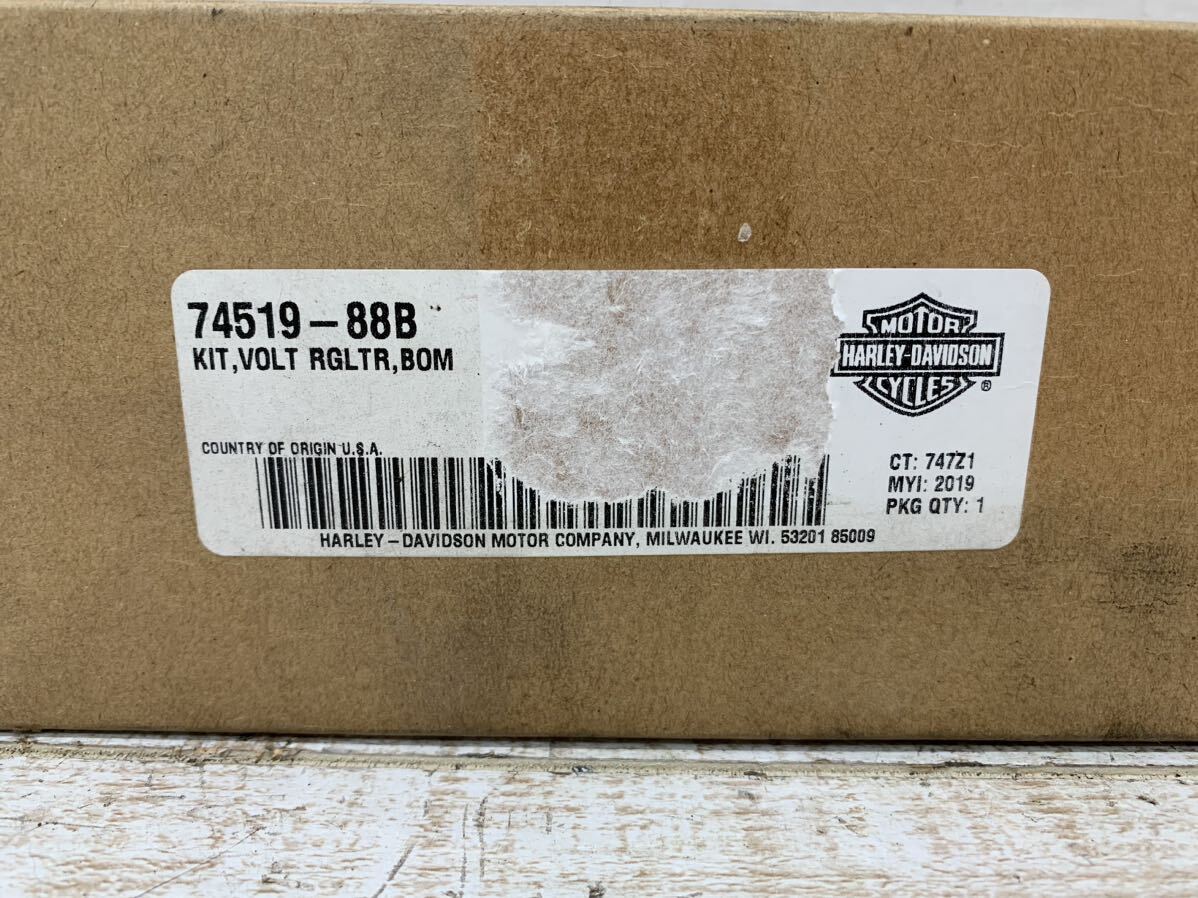 74519-88B
KIT,VOLT RGLTR,BOM
MOTOR
HARLEY-DAVIDSON
CYCLES®
COUNTRY OF ORIGIN U.S.A.
CT: 747Z1
MYI: 2019
PKG QTY: 1
HARLEY-DAVIDSON MOTOR COMPANY, MILWAUKEE WI. 53201 85009